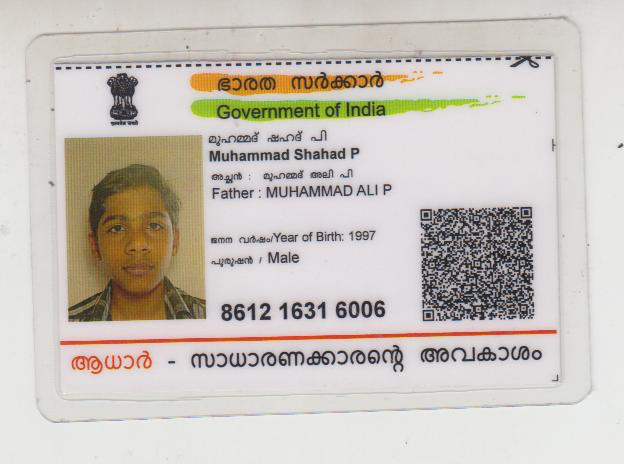 ഭാരത സർക്കാർ
Government of India
മുഹമ്മദ് ഷഹദ് പി
Muhammad Shahad P
അച്ഛൻ : മുഹമ്മദ് അലി പി
Father : MUHAMMAD ALI P
ജനന വർഷം/Year of Birth: 1997
പുരുഷൻ / Male
8612 1631 6006
ആധാർ - സാധാരണക്കാരന്റെ അവകാശം